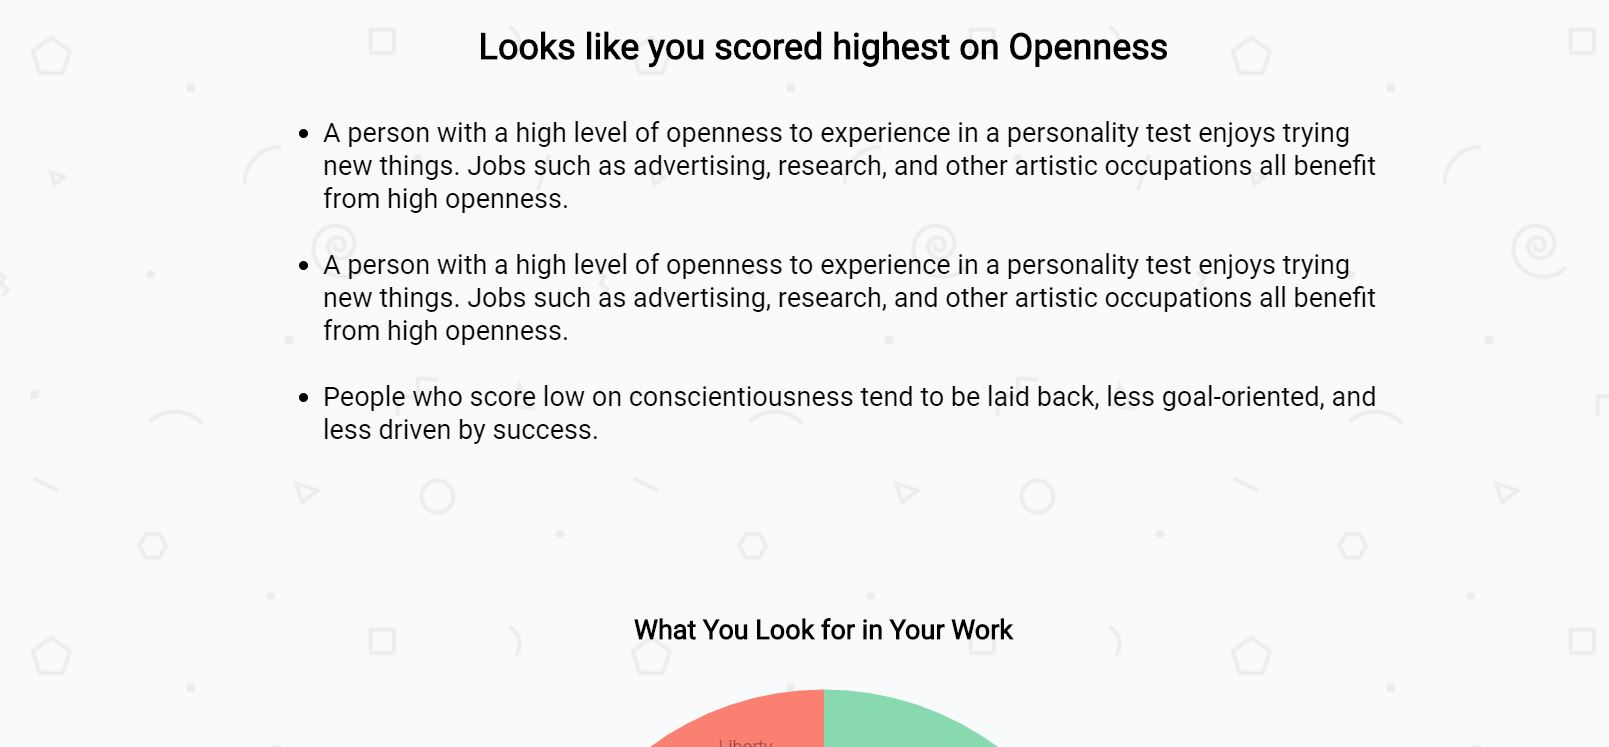 Looks like you scored highest on Openness
• A person with a high level of openness to experience in a personality test enjoys trying
new things. Jobs such as advertising, research, and other artistic occupations all benefit
from high openness.
• A person with a high level of openness to experience in a personality test enjoys trying
new things. Jobs such as advertising, research, and other artistic occupations all benefit
from high openness.
• People who score low on conscientiousness tend to be laid back, less goal-oriented, and
less driven by success.
What You Look for in Your Work
Liberty